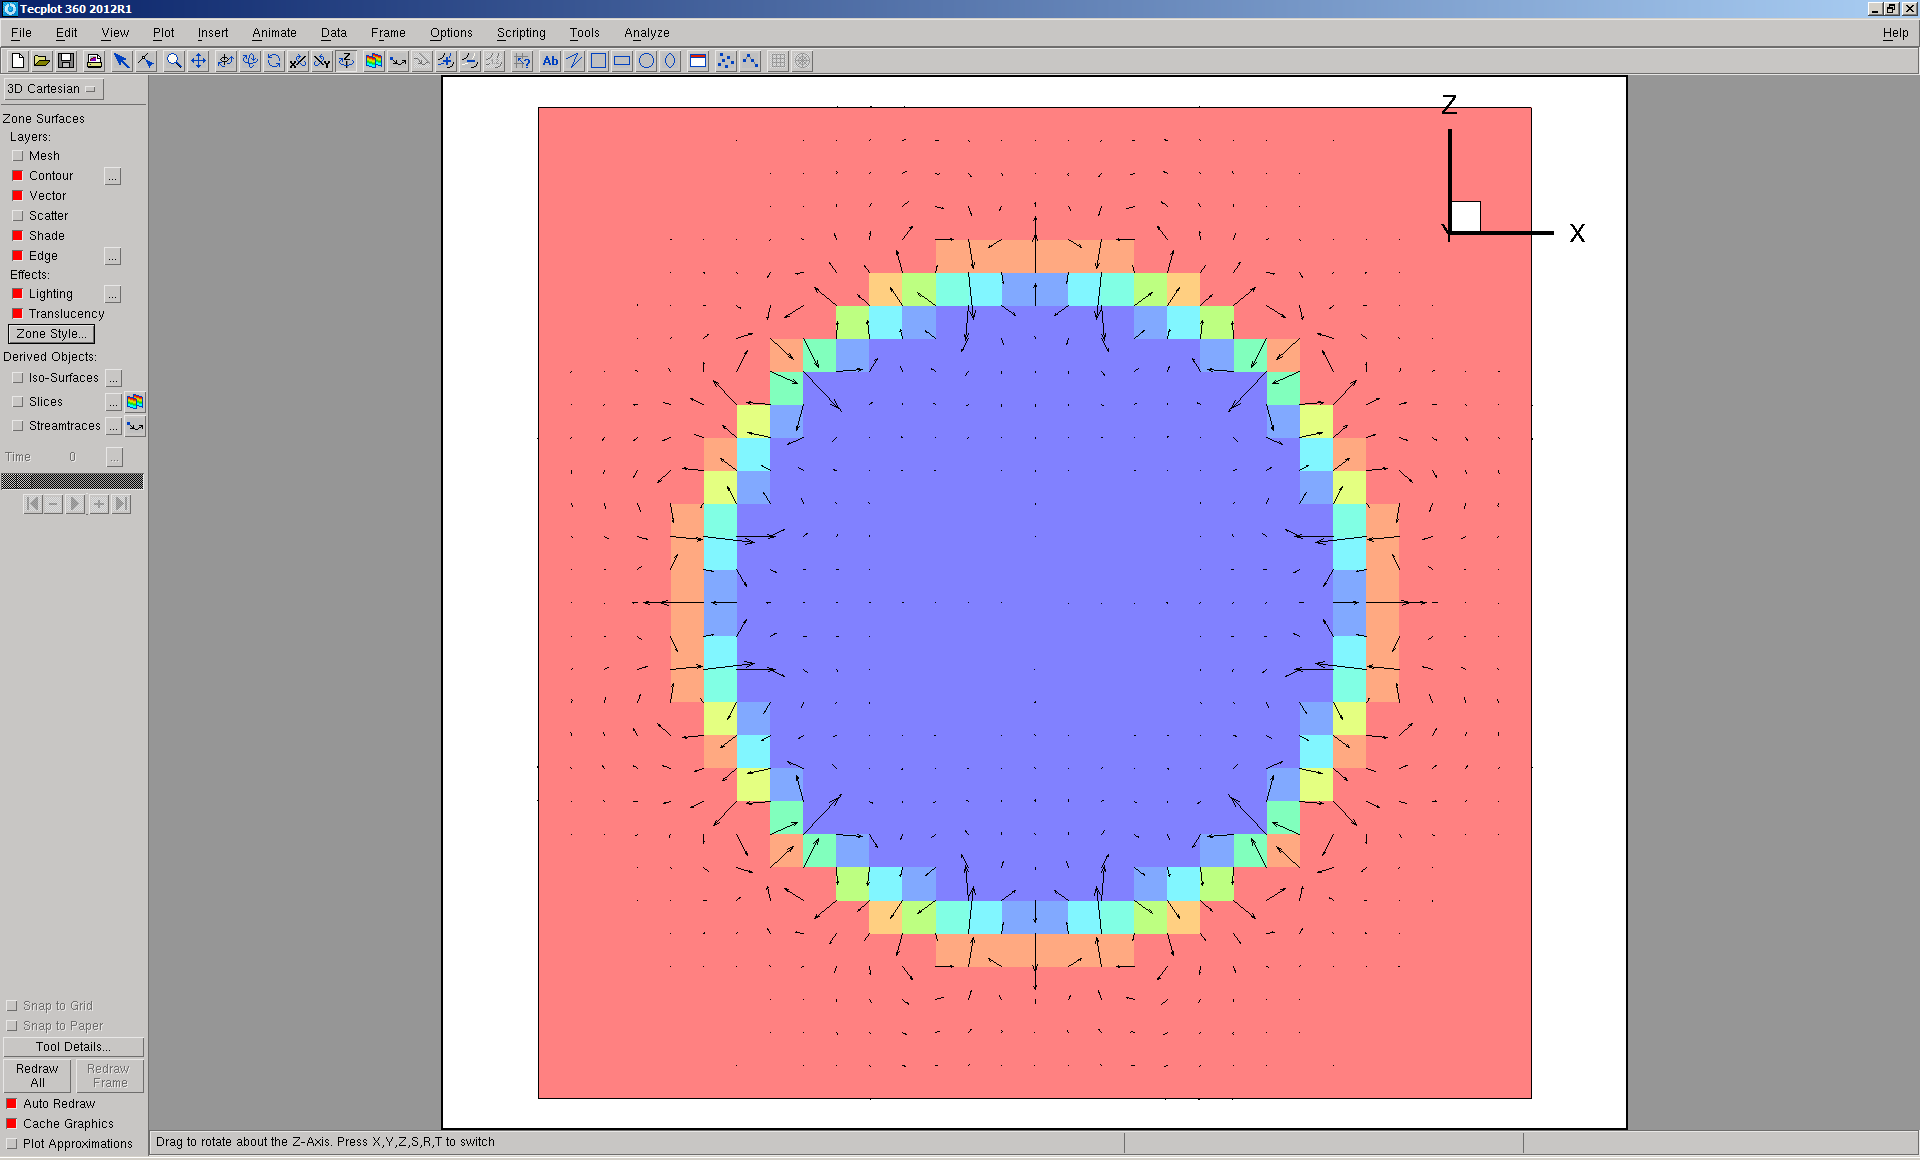 Tecplot 360 2012R1
File Edit View Plot Insert Animate Data Frame Options Scripting Tools Analyze Help
Ab
3D Cartesian
Zone Surfaces
Layers:
Mesh
Contour ...
Vector
Scatter
Shade
Edge ...
Effects:
Lighting ...
Translucency
Zone Style...
Derived Objects:
Iso-Surfaces ...
Slices ...
Streamtraces ...
Time 0 ...
Snap to Grid
Snap to Paper
Tool Details...
Redraw All
Redraw Frame
Auto Redraw
Cache Graphics
Plot Approximations
Z
Y
X
Drag to rotate about the Z-Axis. Press X,Y,Z,S,R,T to switch